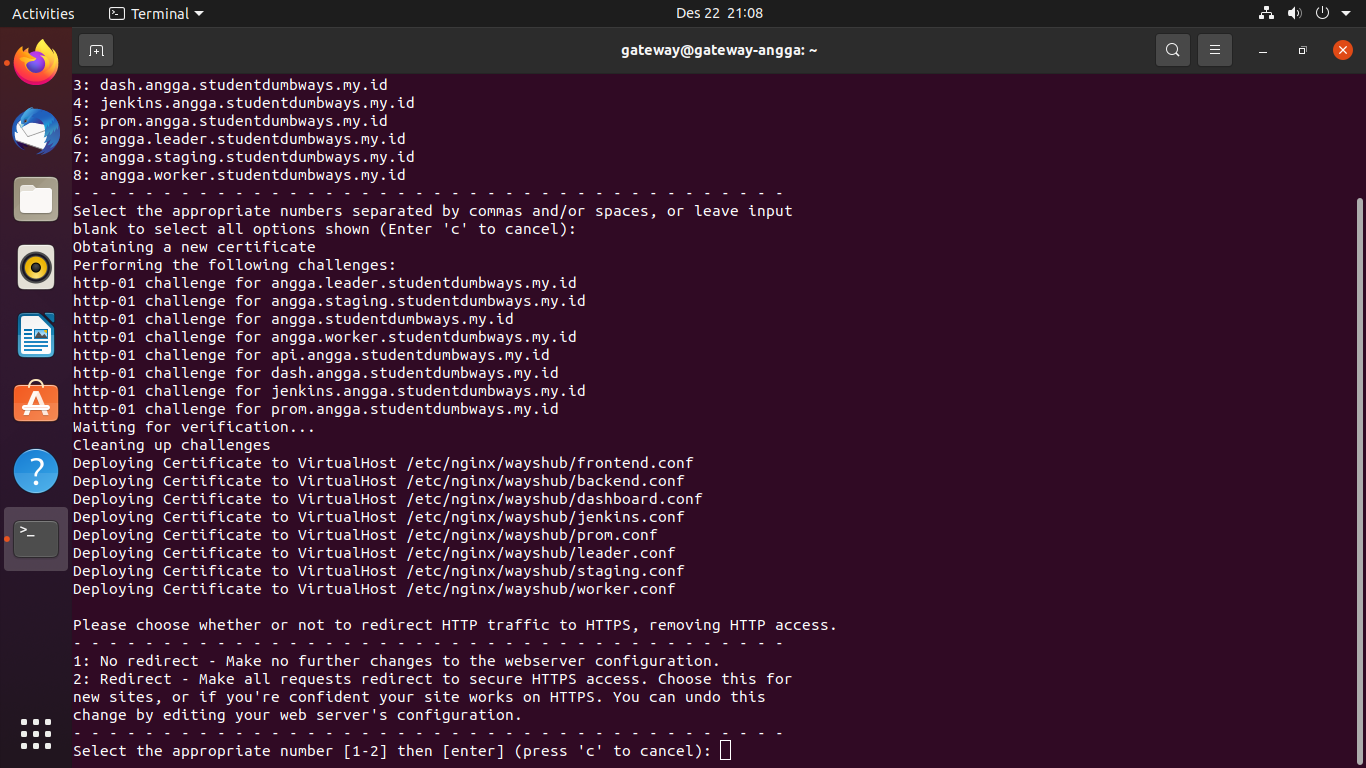 Activities
Terminal
Des 22 21:08
gateway@gateway-angga: ~
3: dash.angga.studentdumbways.my.id
4: jenkins.angga.studentdumbways.my.id
5: prom.angga.studentdumbways.my.id
6: angga.leader.studentdumbways.my.id
7: angga.staging.studentdumbways.my.id
8: angga.worker.studentdumbways.my.id
- - - - - - - - - - - - - - - - - - - - - - - - - - - - - - - - - - - - - - - -
Select the appropriate numbers separated by commas and/or spaces, or leave input
blank to select all options shown (Enter 'c' to cancel):
Obtaining a new certificate
Performing the following challenges:
http-01 challenge for angga.leader.studentdumbways.my.id
http-01 challenge for angga.staging.studentdumbways.my.id
http-01 challenge for angga.studentdumbways.my.id
http-01 challenge for angga.worker.studentdumbways.my.id
http-01 challenge for api.angga.studentdumbways.my.id
http-01 challenge for dash.angga.studentdumbways.my.id
http-01 challenge for jenkins.angga.studentdumbways.my.id
http-01 challenge for prom.angga.studentdumbways.my.id
Waiting for verification...
Cleaning up challenges
Deploying Certificate to VirtualHost /etc/nginx/wayshub/frontend.conf
Deploying Certificate to VirtualHost /etc/nginx/wayshub/backend.conf
Deploying Certificate to VirtualHost /etc/nginx/wayshub/dashboard.conf
Deploying Certificate to VirtualHost /etc/nginx/wayshub/jenkins.conf
Deploying Certificate to VirtualHost /etc/nginx/wayshub/prom.conf
Deploying Certificate to VirtualHost /etc/nginx/wayshub/leader.conf
Deploying Certificate to VirtualHost /etc/nginx/wayshub/staging.conf
Deploying Certificate to VirtualHost /etc/nginx/wayshub/worker.conf
Please choose whether or not to redirect HTTP traffic to HTTPS, removing HTTP access.
- - - - - - - - - - - - - - - - - - - - - - - - - - - - - - - - - - - - - - - -
1: No redirect - Make no further changes to the webserver configuration.
2: Redirect - Make all requests redirect to secure HTTPS access. Choose this for
new sites, or if you're confident your site works on HTTPS. You can undo this
change by editing your web server's configuration.
- - - - - - - - - - - - - - - - - - - - - - - - - - - - - - - - - - - - - - - -
Select the appropriate number [1-2] then [enter] (press 'c' to cancel):